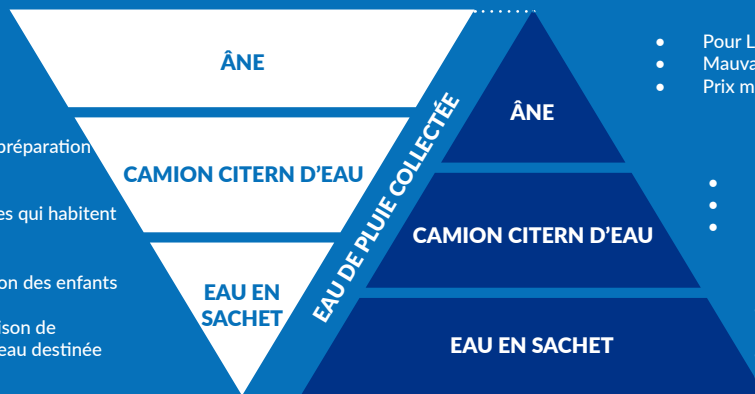 préparation
es qui habitent
on des enfants
ison de
eau destinée
ÂNE
CAMION CITERN D'EAU
EAU EN
SACHET
EAU DE PLUIE COLLECTÉE
ÂNE
CAMION CITERN D'EAU
EAU EN SACHET
• Pour L
• Mauva
• Prix m
•
•
•